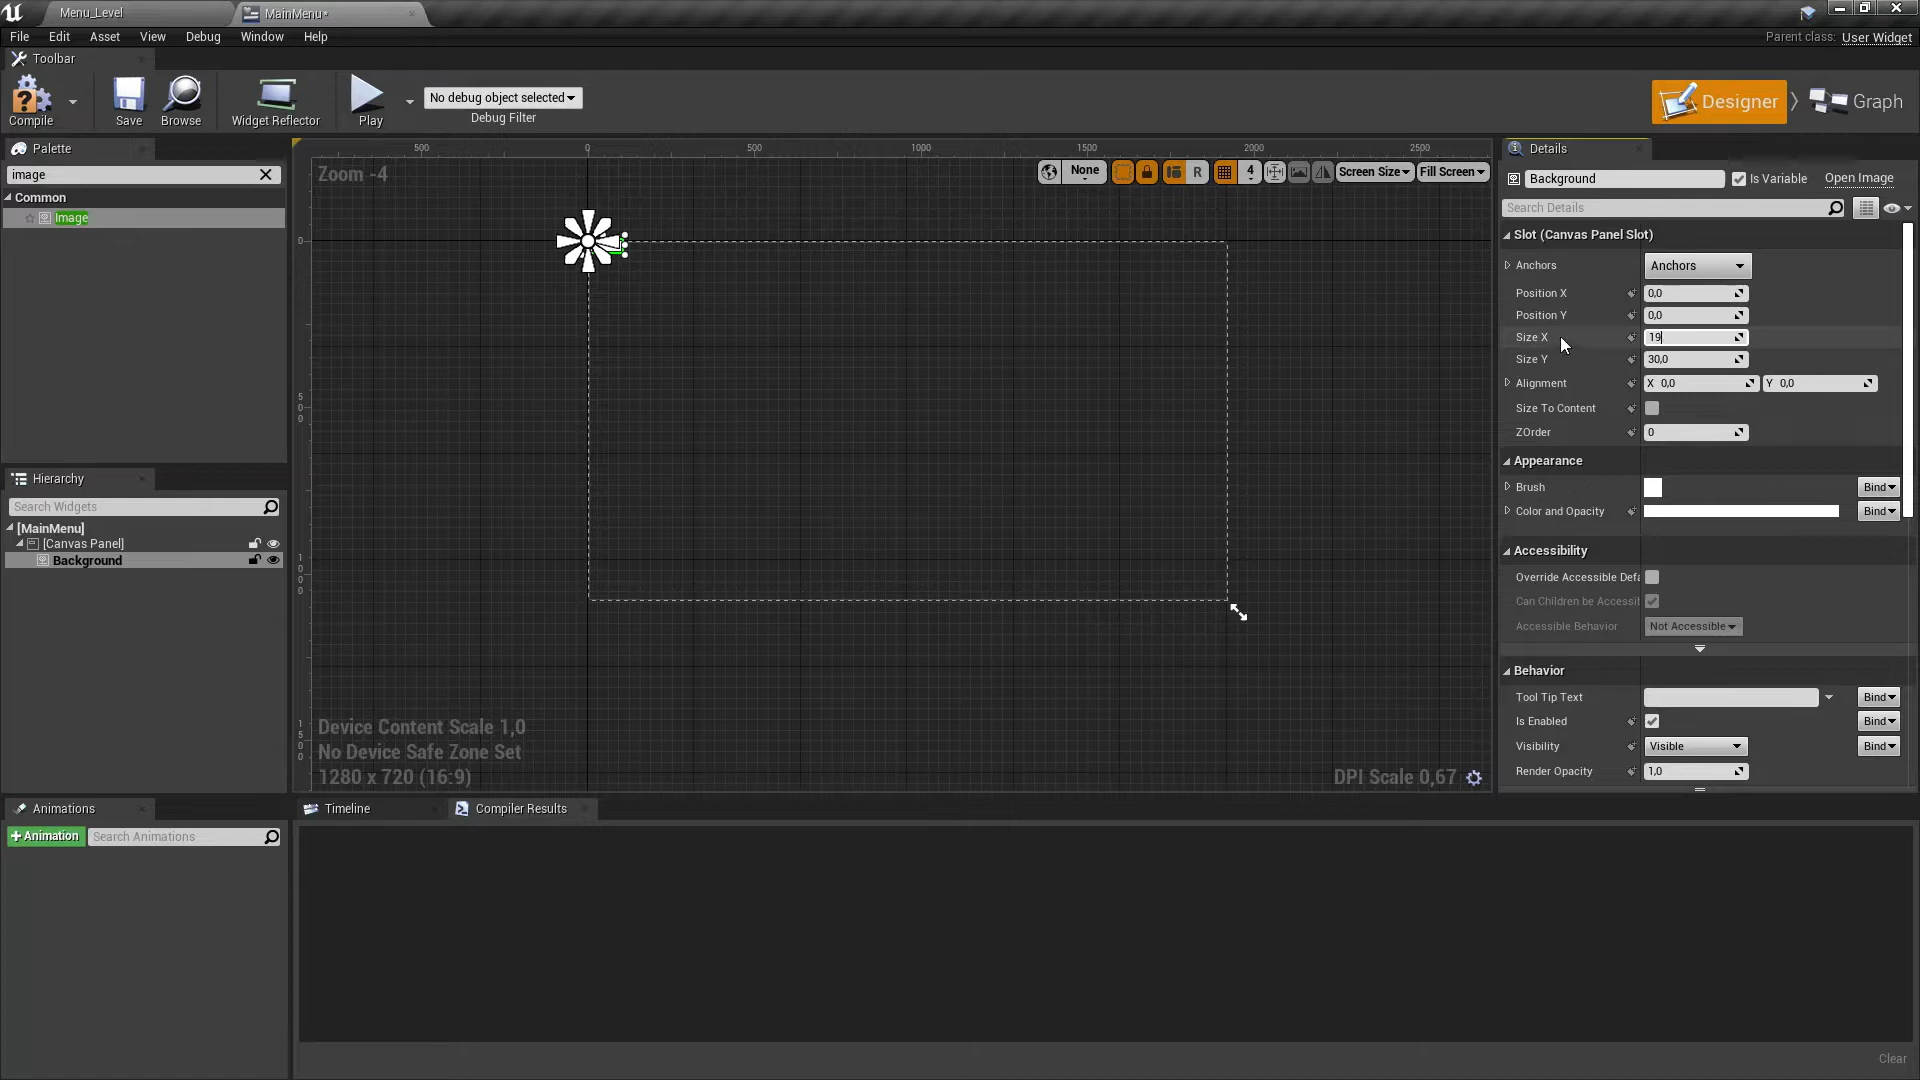 Menu_Level
MainMenu*
File Edit Asset View Debug Window Help
Parent class: User Widget
Toolbar
Compile
Save
Browse
Widget Reflector
Play
No debug object selected
Debug Filter
Designer
Graph
Palette
image
Common
Image
Hierarchy
Search Widgets
[MainMenu]
[Canvas Panel]
Background
Animations
+Animation
Search Animations
500 0 500 1000 1500 2000 2500
Zoom -4
None
R
4
Screen Size
Fill Screen
0
500
1000
1500
Device Content Scale 1,0
No Device Safe Zone Set
1280 x 720 (16:9)
DPI Scale 0,67
Timeline
Compiler Results
Clear
Details
Background
Is Variable
Open Image
Search Details
Slot (Canvas Panel Slot)
Anchors Anchors
Position X 0,0
Position Y 0,0
Size X 19
Size Y 30,0
Alignment X 0,0 Y 0,0
Size To Content
ZOrder 0
Appearance
Brush Bind
Color and Opacity Bind
Accessibility
Override Accessible Defa
Can Children be Accessit
Accessible Behavior Not Accessible
Behavior
Tool Tip Text Bind
Is Enabled Bind
Visibility Visible Bind
Render Opacity 1,0